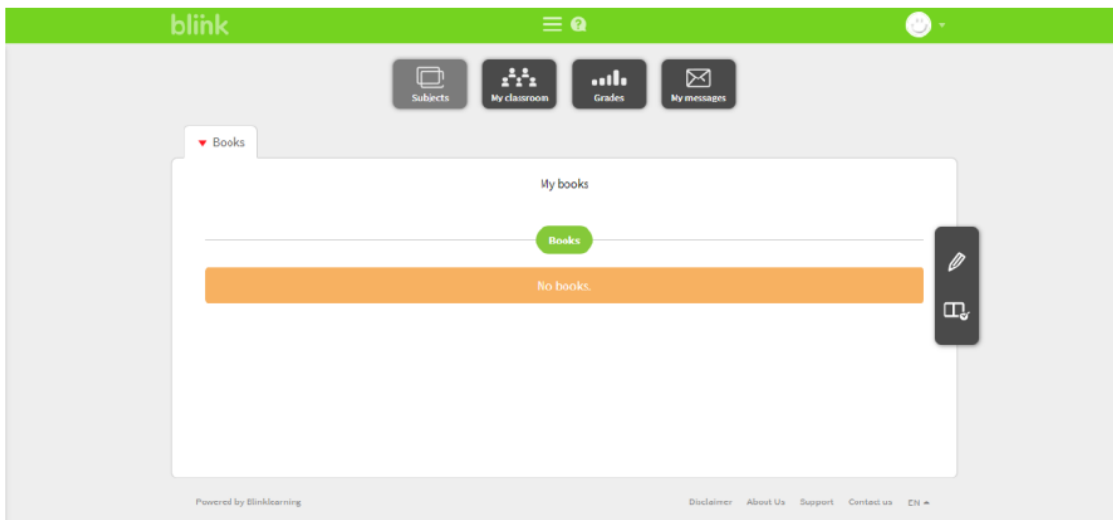 blink
Subjects
My classroom
Grades
My messages
Books
My books
Books
No books.
Powered by Blinklearning
Disclaimer About Us Support Contact us EN